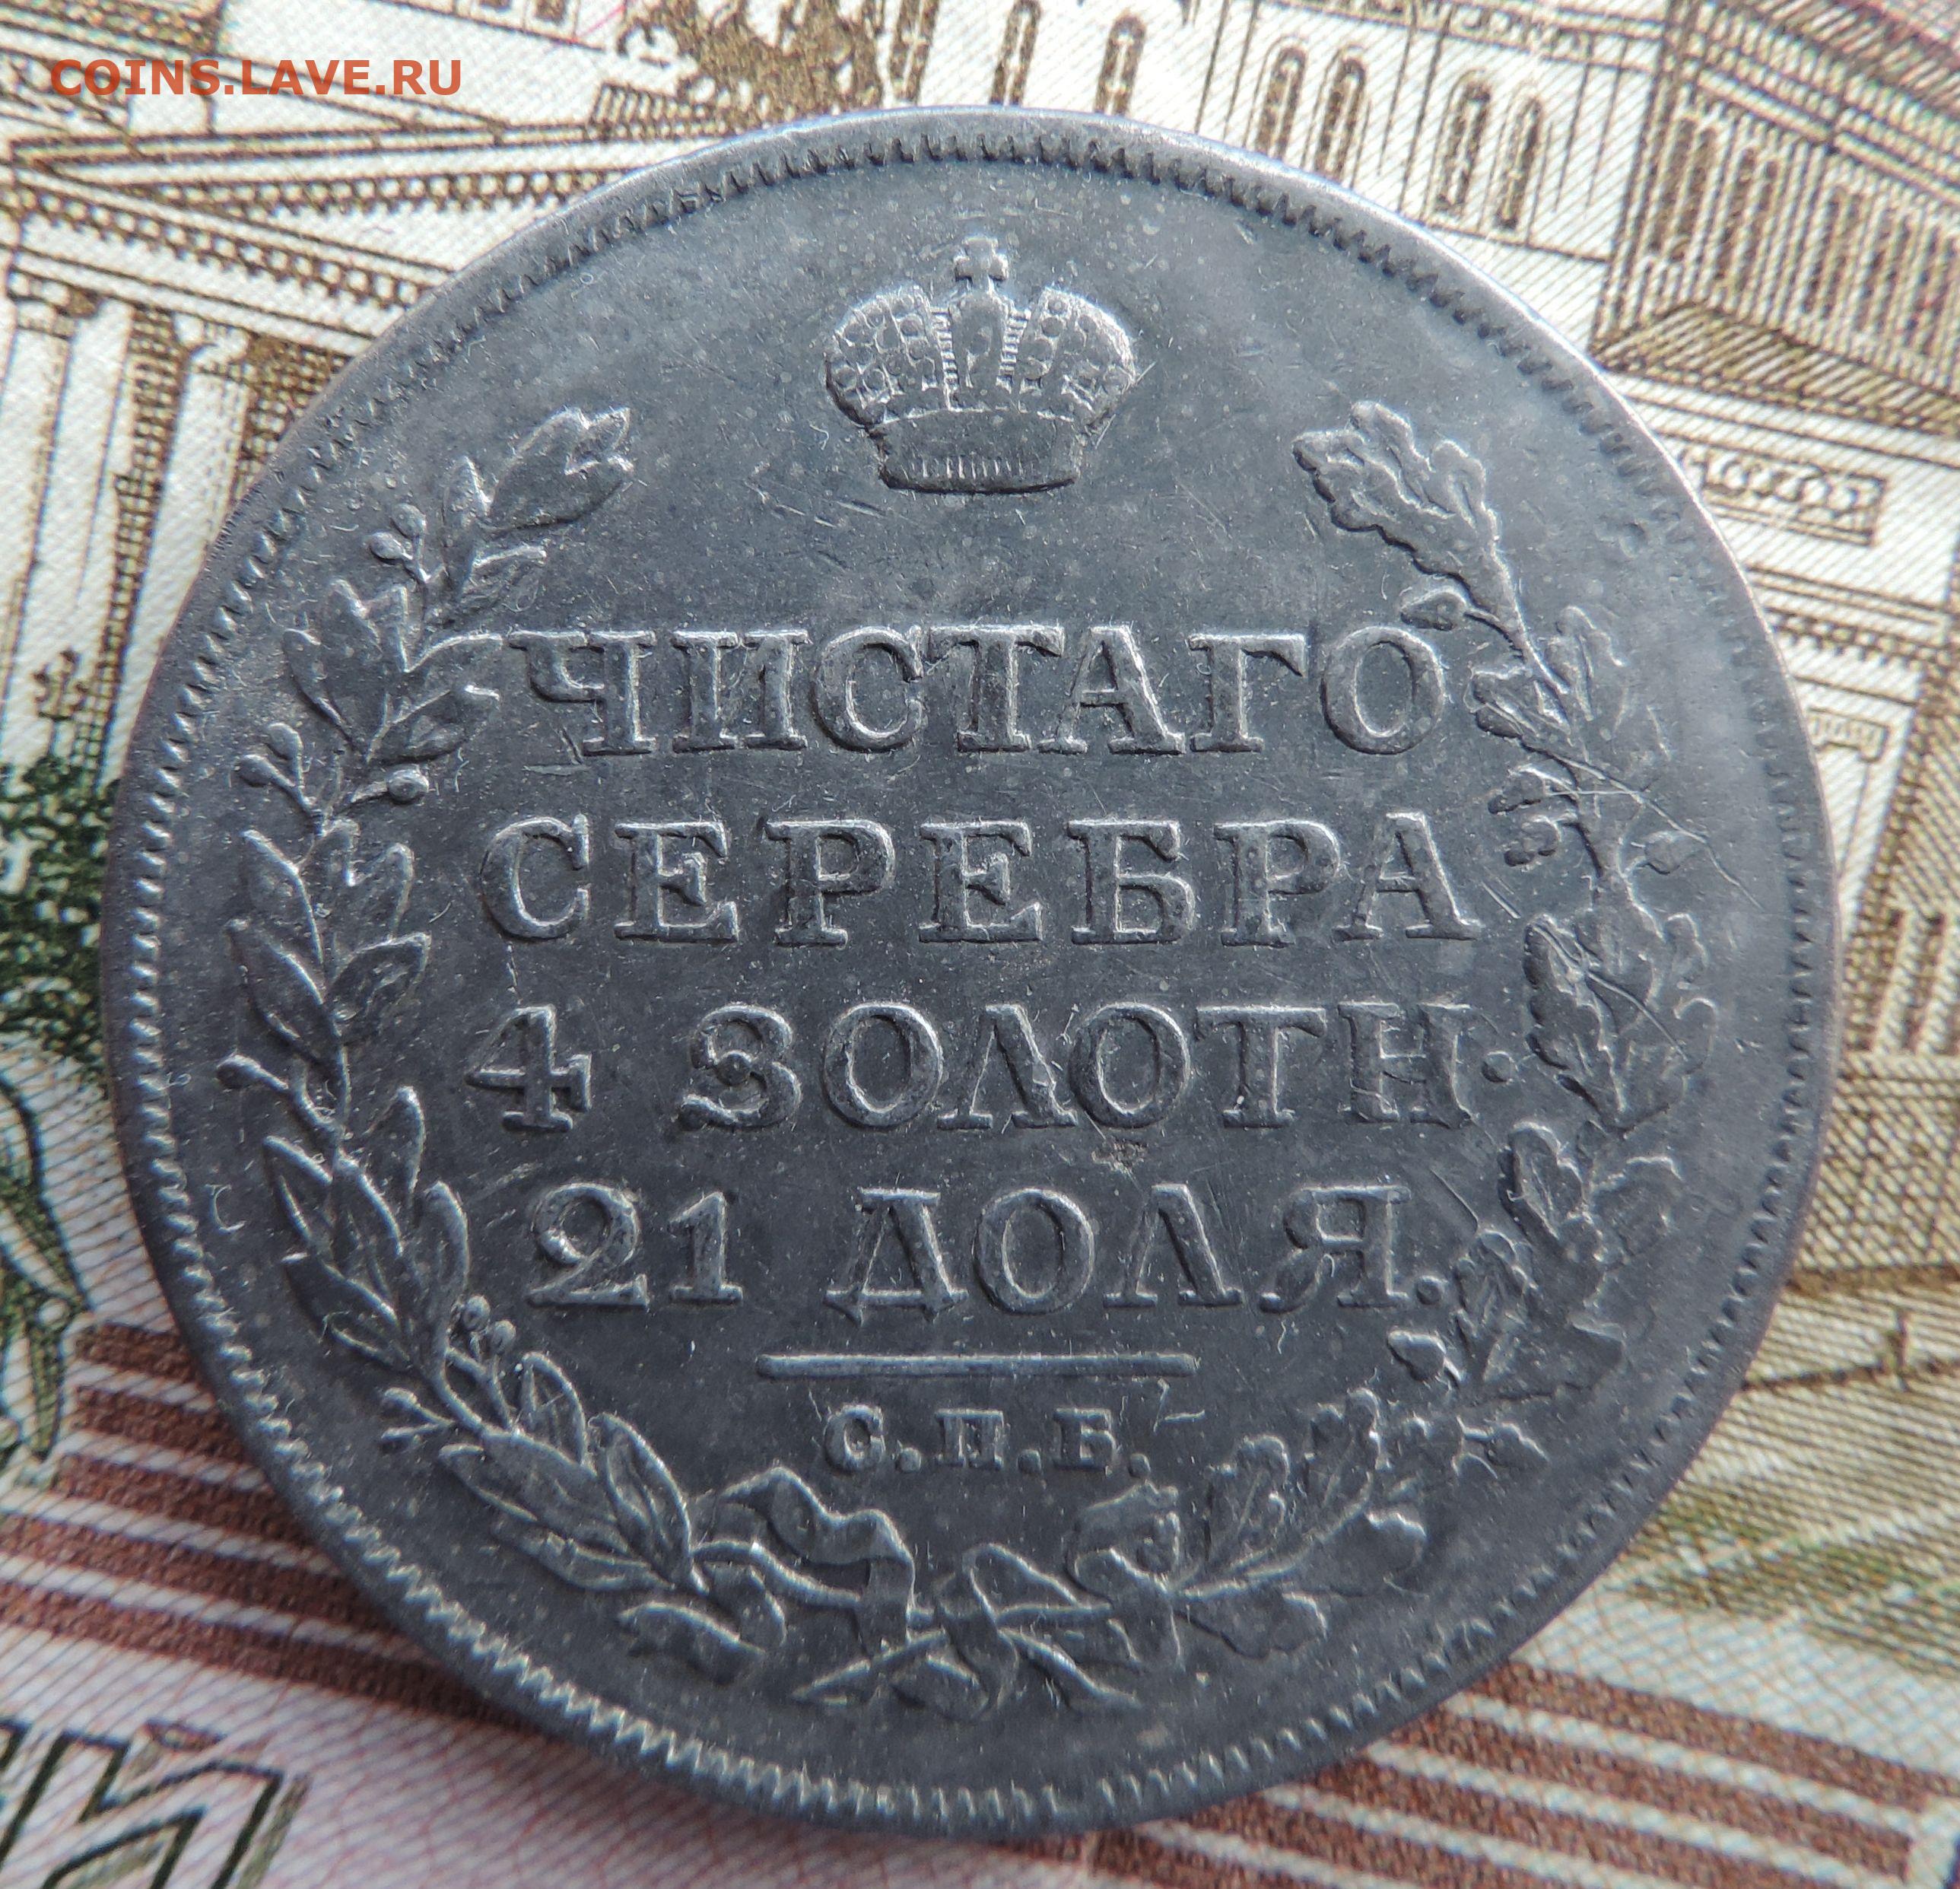 COINS.LAVE.RU
ЧИСТАГО
СЕРЕБРА
4 ЗОЛОТН.
21 ДОЛЯ.
С.П.Б.